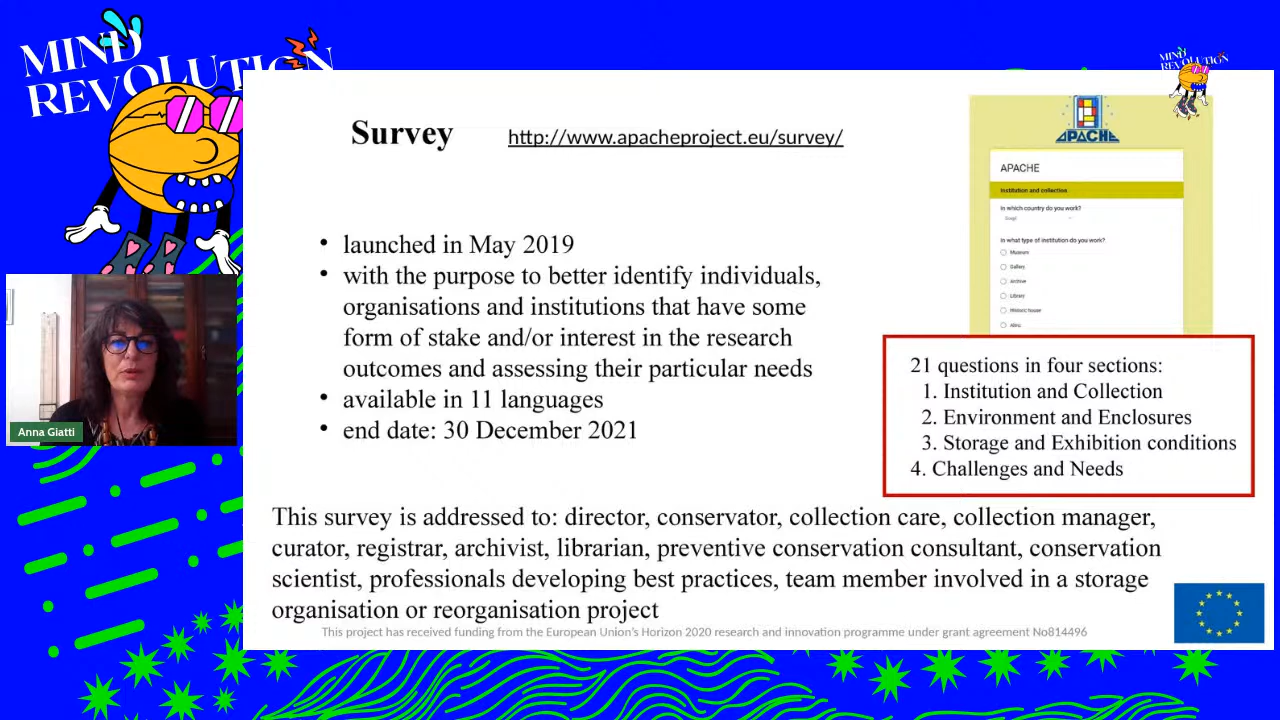 MIND
REVOLUTION
MIND
REVOLUTION
Survey http://www.apacheproject.eu/survey/
• launched in May 2019
• with the purpose to better identify individuals,
organisations and institutions that have some
form of stake and/or interest in the research
outcomes and assessing their particular needs
• available in 11 languages
• end date: 30 December 2021
APACHE
APACHE
Institution and collection
In which country do you work?
In what type of institution do you work?
Museum
Gallery
Archive
Library
Historic house
21 questions in four sections:
1. Institution and Collection
2. Environment and Enclosures
3. Storage and Exhibition conditions
4. Challenges and Needs
Anna Giatti
This survey is addressed to: director, conservator, collection care, collection manager,
curator, registrar, archivist, librarian, preventive conservation consultant, conservation
scientist, professionals developing best practices, team member involved in a storage
organisation or reorganisation project
This project has received funding from the European Union's Horizon 2020 research and innovation programme under grant agreement No814496